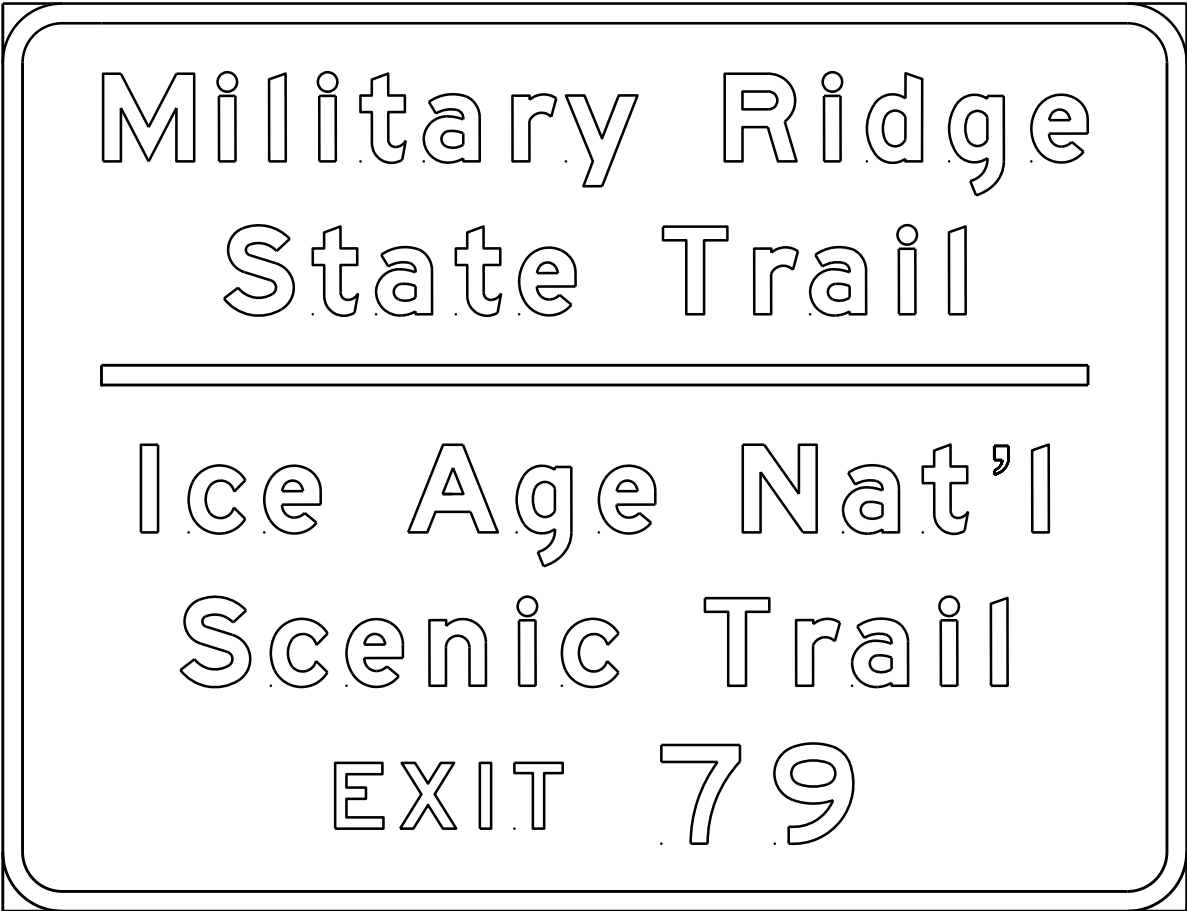 Military Ridge
State Trail
Ice Age Nat’l
Scenic Trail
EXIT 79